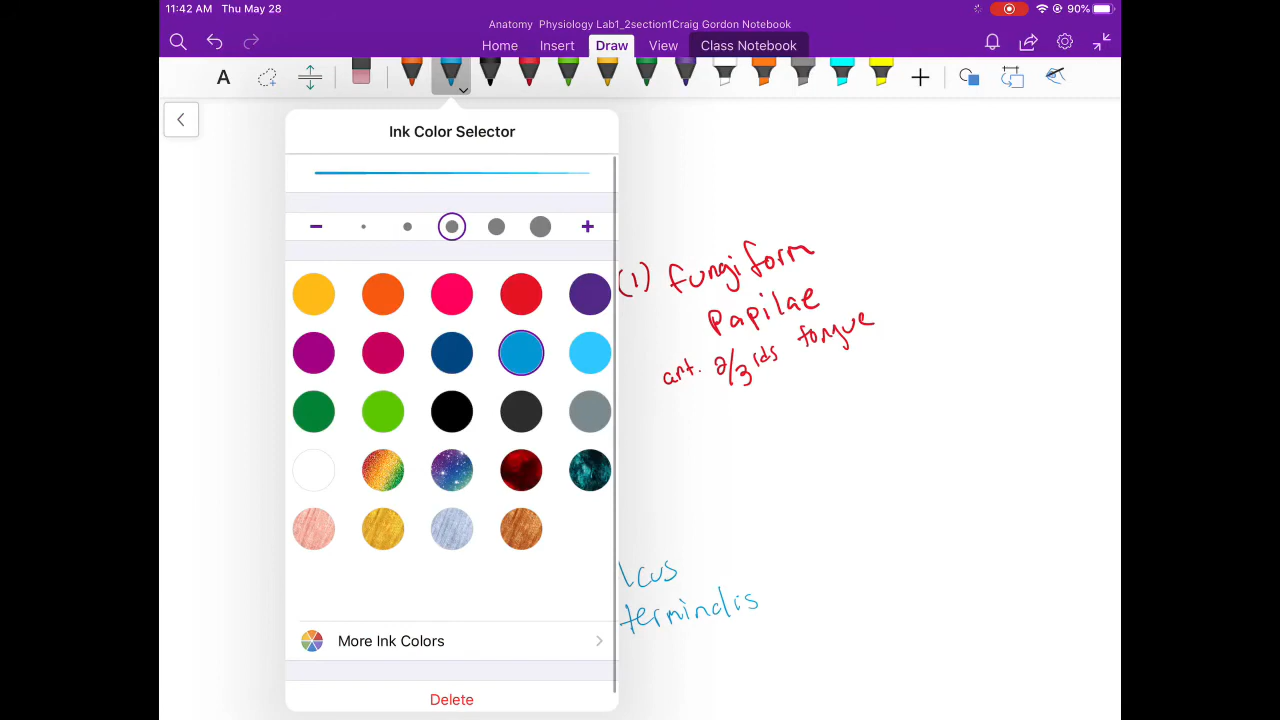 11:42 AM Thu May 28
90%
Anatomy Physiology Lab1_2section1Craig Gordon Notebook
Home Insert Draw View Class Notebook
A
Ink Color Selector
(1) fungiform
papilae
ant. 2/3rds tongue
lcus
terminalis
More Ink Colors
Delete